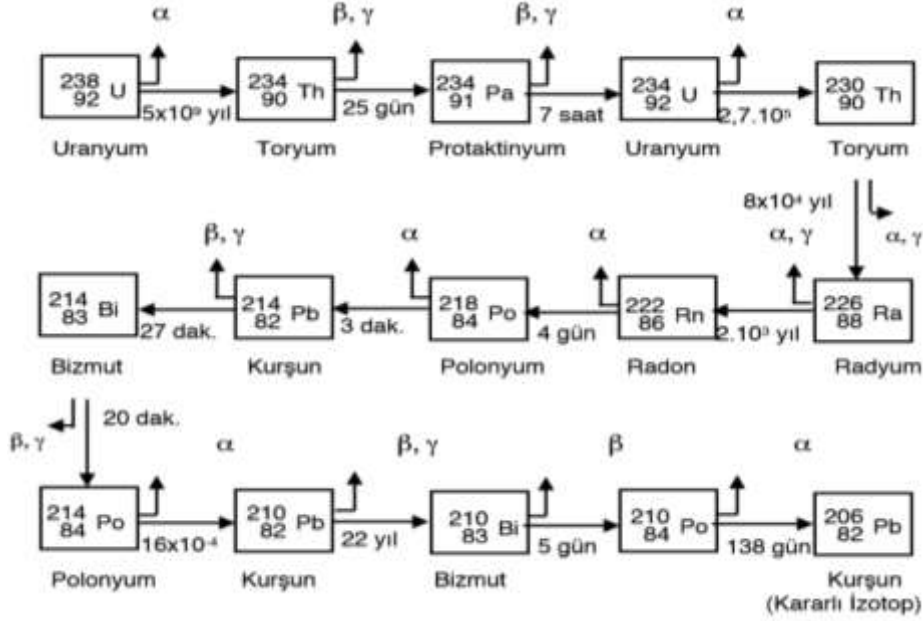 α β, γ β, γ α
238 92 U 234 90 Th 234 91 Pa 234 92 U 230 90 Th
5x10⁹ yıl 25 gün 7 saat 2,7.10⁵
Uranyum Toryum Protaktinyum Uranyum Toryum
8x10⁴ yıl
β, γ α α α, γ α, γ
214 83 Bi 214 82 Pb 218 84 Po 222 86 Rn 226 88 Ra
27 dak. 3 dak. 4 gün 2.10³ yıl
Bizmut Kurşun Polonyum Radon Radyum
20 dak.
β, γ α β, γ β α
214 84 Po 210 82 Pb 210 83 Bi 210 84 Po 206 82 Pb
16x10⁻⁴ 22 yıl 5 gün 138 gün
Polonyum Kurşun Bizmut Kurşun
(Kararlı İzotop)